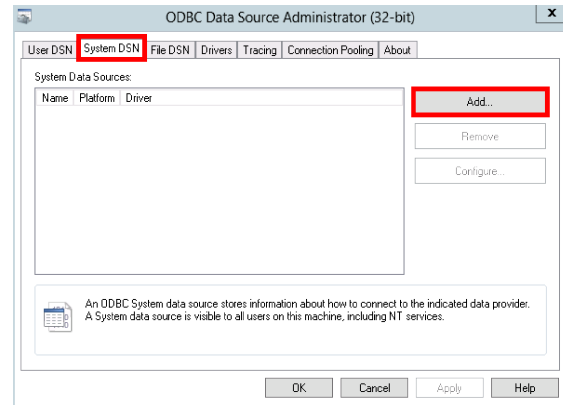 ODBC Data Source Administrator (32-bit)
x
User DSN System DSN File DSN Drivers Tracing Connection Pooling About
System Data Sources:
Name Platform Driver
Add...
Remove
Configure...
An ODBC System data source stores information about how to connect to the indicated data provider.
A System data source is visible to all users on this machine, including NT services.
OK Cancel Apply Help